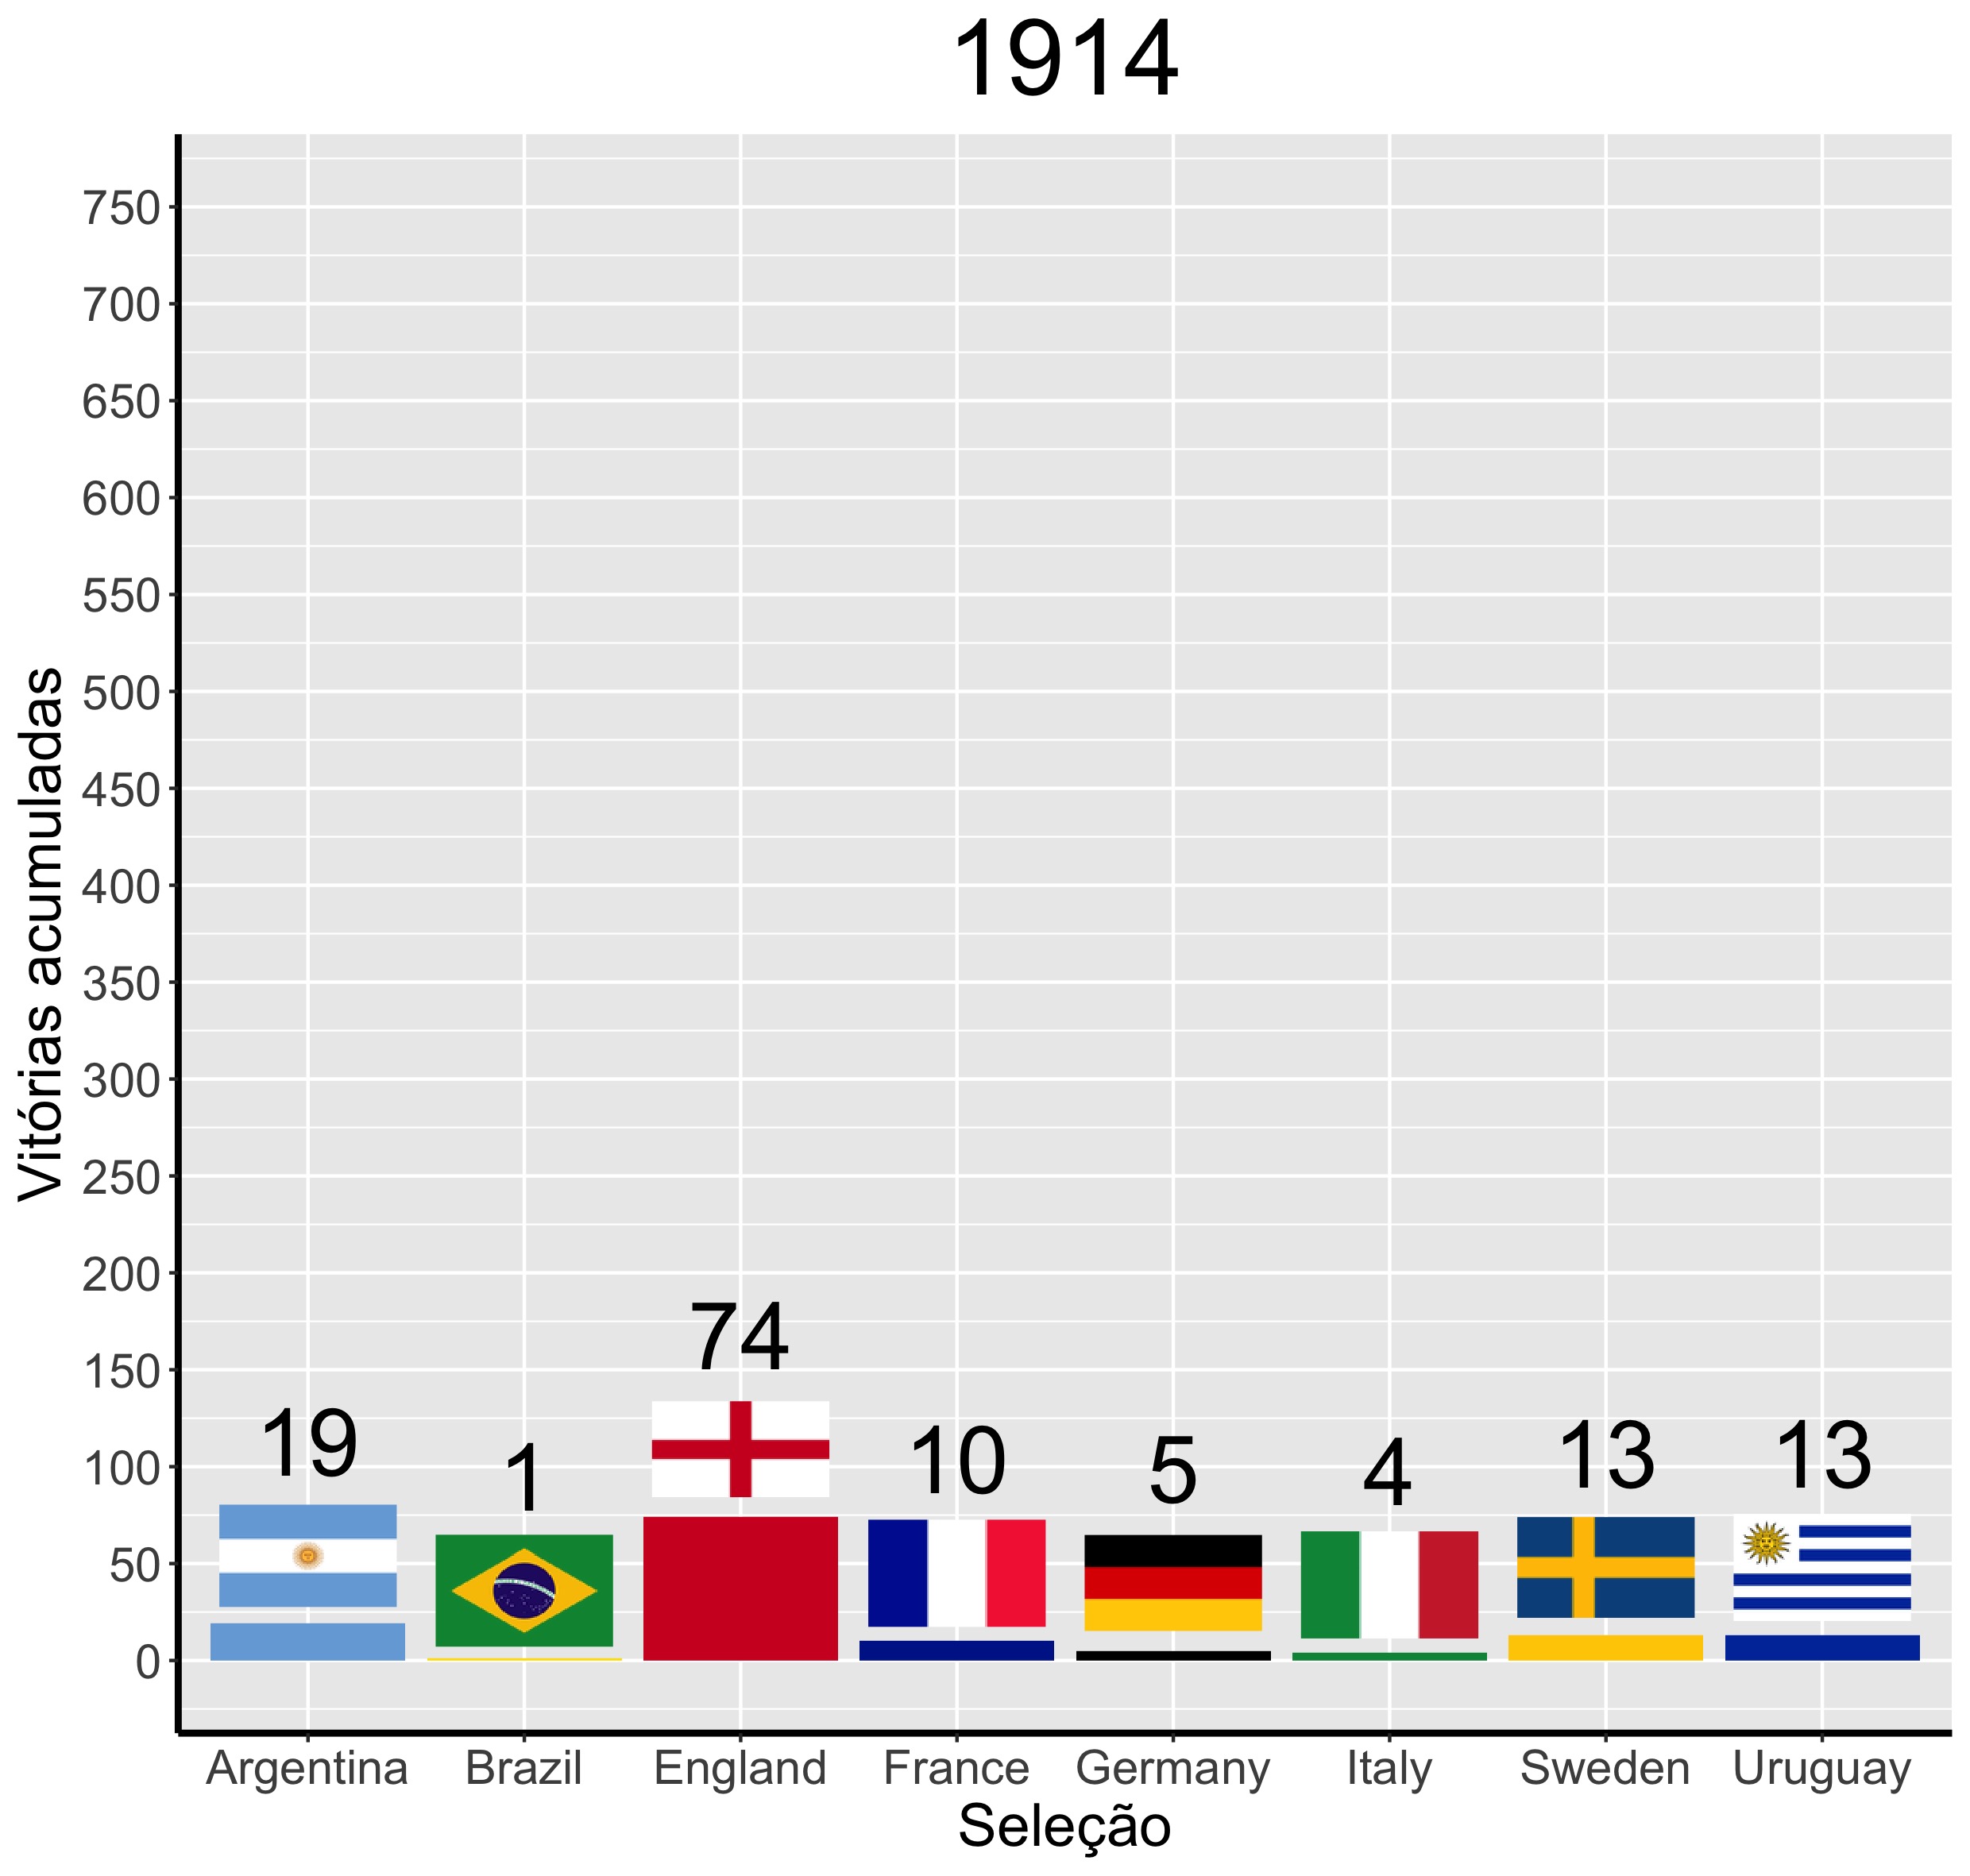 1914
Vitórias acumuladas
750
700
650
600
550
500
450
400
350
300
250
200
150
100
50
0
19
1
74
10
5
4
13
13
Argentina
Brazil
England
France
Germany
Italy
Sweden
Uruguay
Seleção